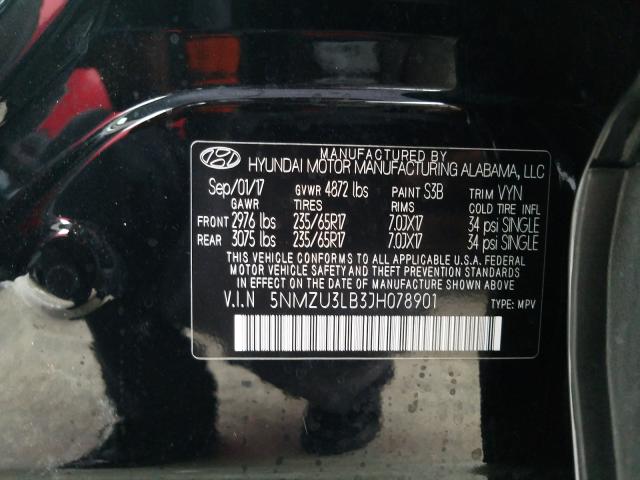 MANUFACTURED BY
HYUNDAI MOTOR MANUFACTURING ALABAMA, LLC
Sep/01/17 GVWR 4872 lbs PAINT S3B TRIM VYN
GAWR TIRES RIMS COLD TIRE INFL
FRONT 2976 lbs 235/65R17 7.0JX17 34 psi SINGLE
REAR 3075 lbs 235/65R17 7.0JX17 34 psi SINGLE
THIS VEHICLE CONFORMS TO ALL APPLICABLE U.S.A. FEDERAL
MOTOR VEHICLE SAFETY AND THEFT PREVENTION STANDARDS
IN EFFECT ON THE DATE OF MANUFACTURE SHOWN ABOVE
V.I.N 5NMZU3LB3JH078901 TYPE: MPV